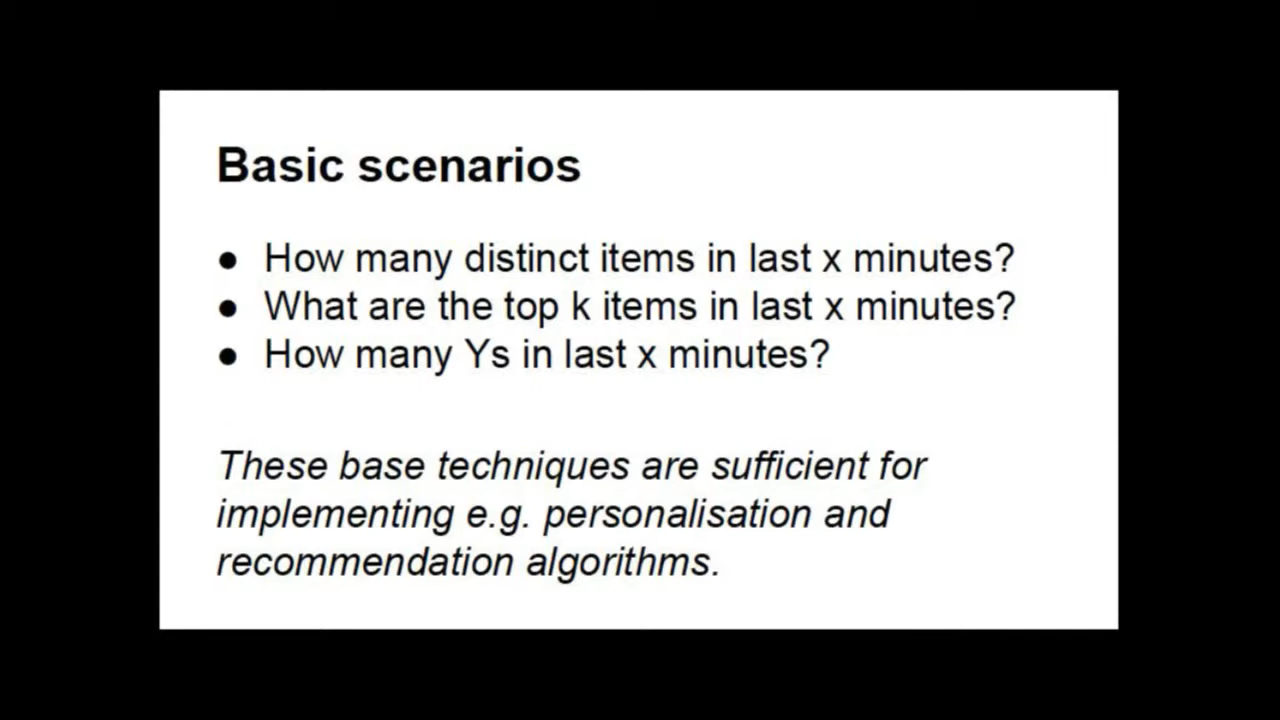 Basic scenarios
● How many distinct items in last x minutes?
● What are the top k items in last x minutes?
● How many Ys in last x minutes?
These base techniques are sufficient for
implementing e.g. personalisation and
recommendation algorithms.